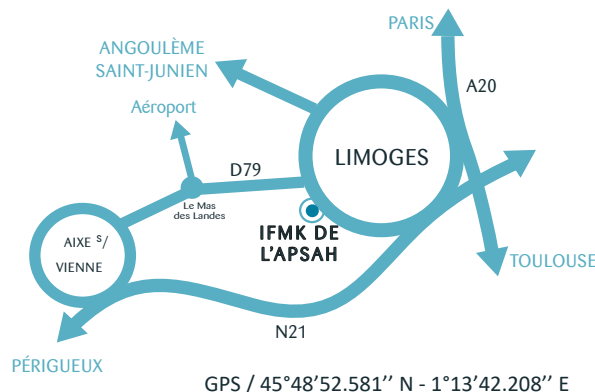 PARIS
ANGOULÈME
SAINT-JUNIEN
A20
Aéroport
LIMOGES
D79
Le Mas
des Landes
IFMK DE
L'APSAH
AIXE S/
VIENNE
TOULOUSE
N21
PÉRIGUEUX
GPS / 45°48’52.581’’ N - 1°13’42.208’’ E